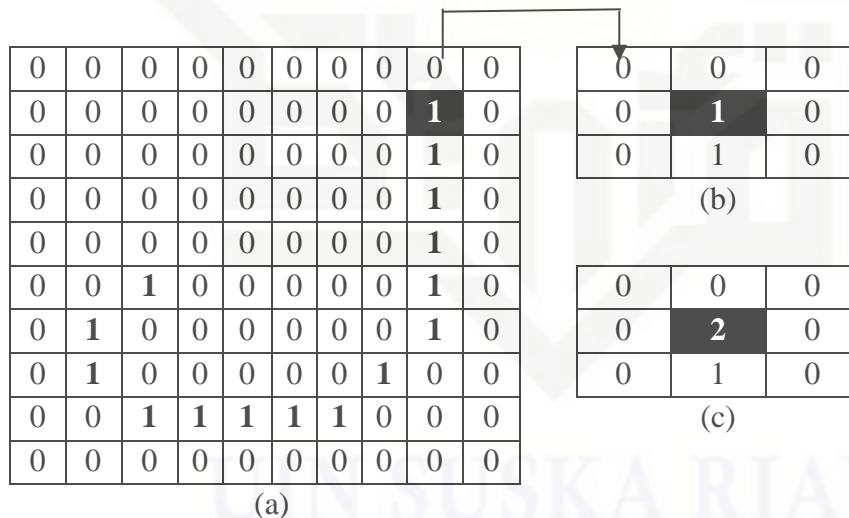 0 0 0 0 0 0 0 0 0 0
0 0 0 0 0 0 0 0 1 0
0 0 0 0 0 0 0 0 1 0
0 0 0 0 0 0 0 0 1 0
0 0 0 0 0 0 0 0 1 0
0 0 1 0 0 0 0 0 1 0
0 1 0 0 0 0 0 0 1 0
0 1 0 0 0 0 0 1 0 0
0 0 1 1 1 1 1 0 0 0
0 0 0 0 0 0 0 0 0 0
(a)
0 0 0
0 1 0
0 1 0
(b)
0 0 0
0 2 0
0 1 0
(c)
UIN SUSKA RIA